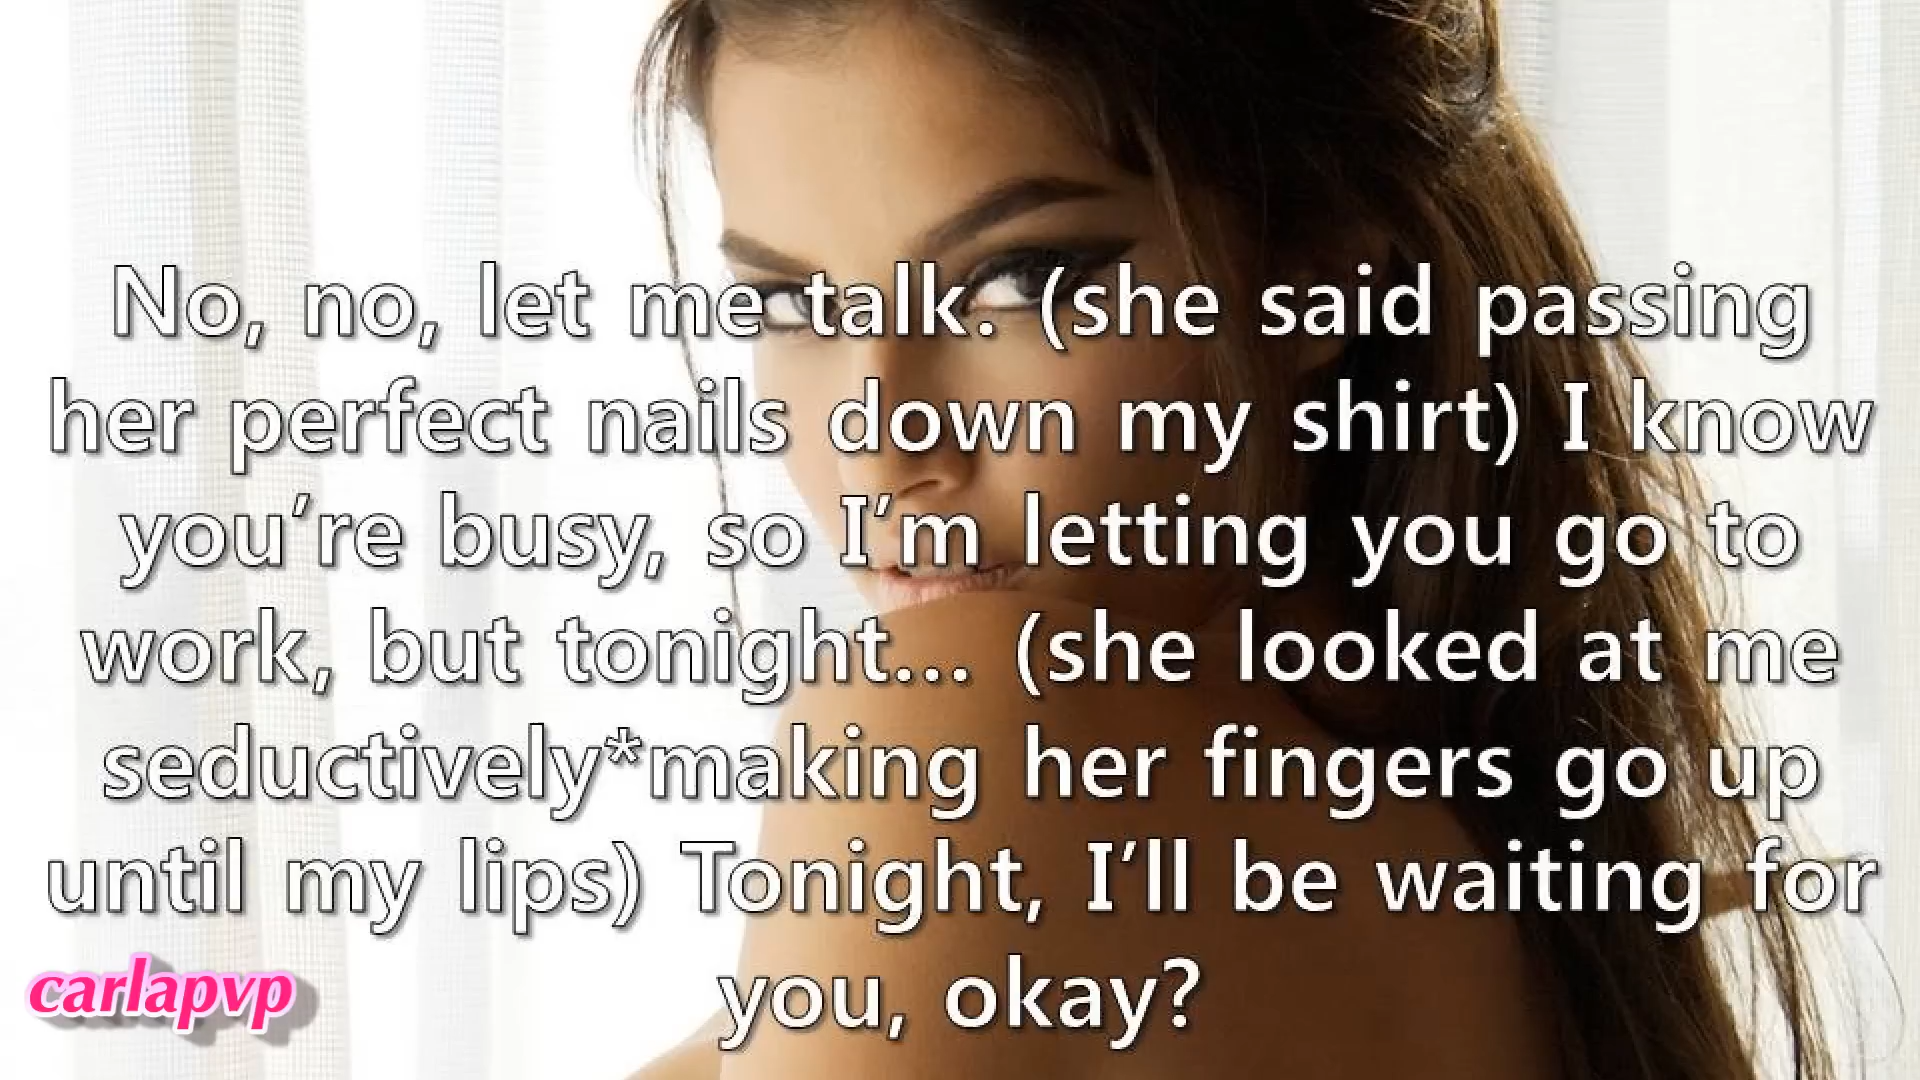 No, no, let me talk. (she said passing
her perfect nails down my shirt) I know
you’re busy, so I’m letting you go to
work, but tonight... (she looked at me
seductively*making her fingers go up
until my lips) Tonight, I’ll be waiting for
you, okay?
carlapvp